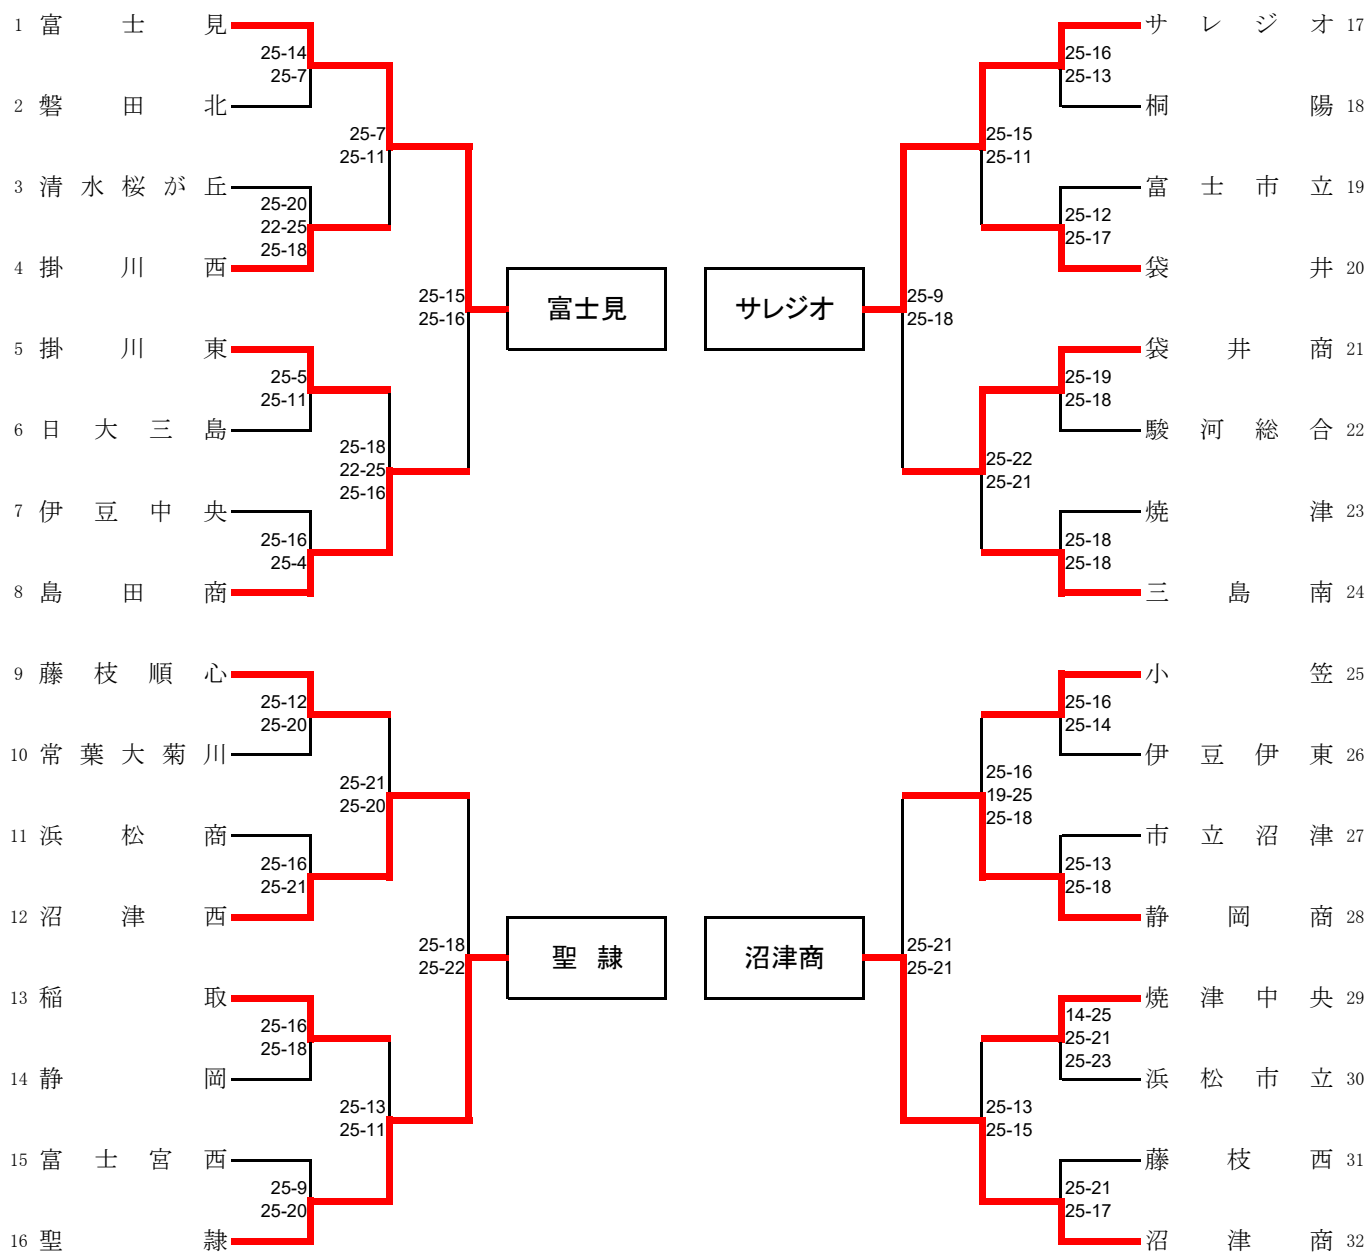 1 富士見
25-14
25-7
2 磐田北
25-7
25-11
3 清水桜が丘
25-20
22-25
25-18
4 掛川西
25-15
25-16
富士見
5 掛川東
25-5
25-11
6 日大三島
25-18
22-25
25-16
7 伊豆中央
25-16
25-4
8 島田商
9 藤枝順心
25-12
25-20
10 常葉大菊川
25-21
25-20
11 浜松商
25-16
25-21
12 沼津西
25-18
25-22
聖隷
13 稲取
25-16
25-18
14 静岡
25-13
25-11
15 富士宮西
25-9
25-20
16 聖隷
サレジオ 17
25-16
25-13
桐陽 18
25-15
25-11
富士市立 19
25-12
25-17
袋井 20
サレジオ
25-9
25-18
袋井商 21
25-19
25-18
駿河総合 22
25-22
25-21
焼津 23
25-18
25-18
三島南 24
小笠 25
25-16
25-14
伊豆伊東 26
25-16
19-25
25-18
市立沼津 27
25-13
25-18
静岡商 28
沼津商
25-21
25-21
焼津中央 29
14-25
25-21
25-23
浜松市立 30
25-13
25-15
藤枝西 31
25-21
25-17
沼津商 32